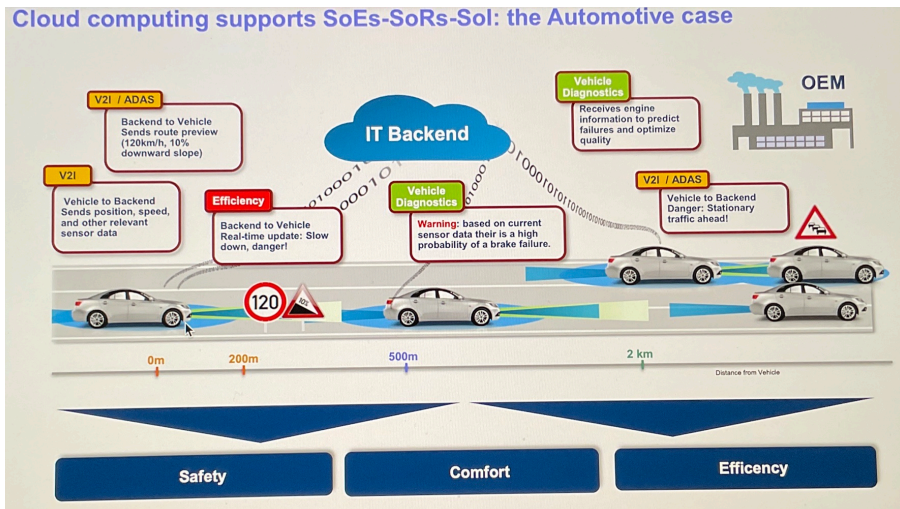 Cloud computing supports SoEs-SoRs-SoI: the Automotive case
V2I / ADAS
Backend to Vehicle
Sends route preview
(120km/h, 10%
downward slope)
V2I
Vehicle to Backend
Sends position, speed,
and other relevant
sensor data
Efficiency
Backend to Vehicle
Real-time update: Slow
down, danger!
IT Backend
01000101
00010
01000
Vehicle
Diagnostics
Warning: based on current
sensor data their is a high
probability of a brake failure.
Vehicle
Diagnostics
Receives engine
information to predict
failures and optimize
quality
OEM
V2I / ADAS
Vehicle to Backend
Danger: Stationary
traffic ahead!
120
10%
0m
200m
500m
2 km
Distance from Vehicle
Safety
Comfort
Efficency